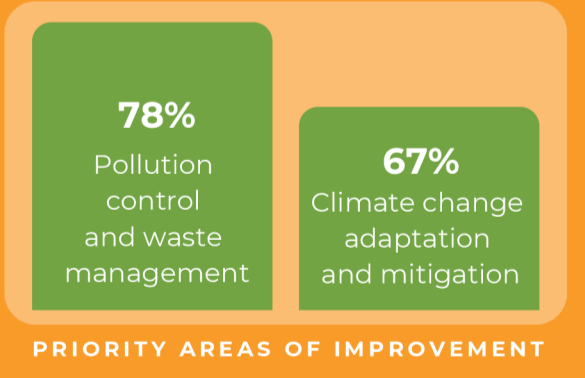 78%
Pollution
control
and waste
management
67%
Climate change
adaptation
and mitigation
PRIORITY AREAS OF IMPROVEMENT